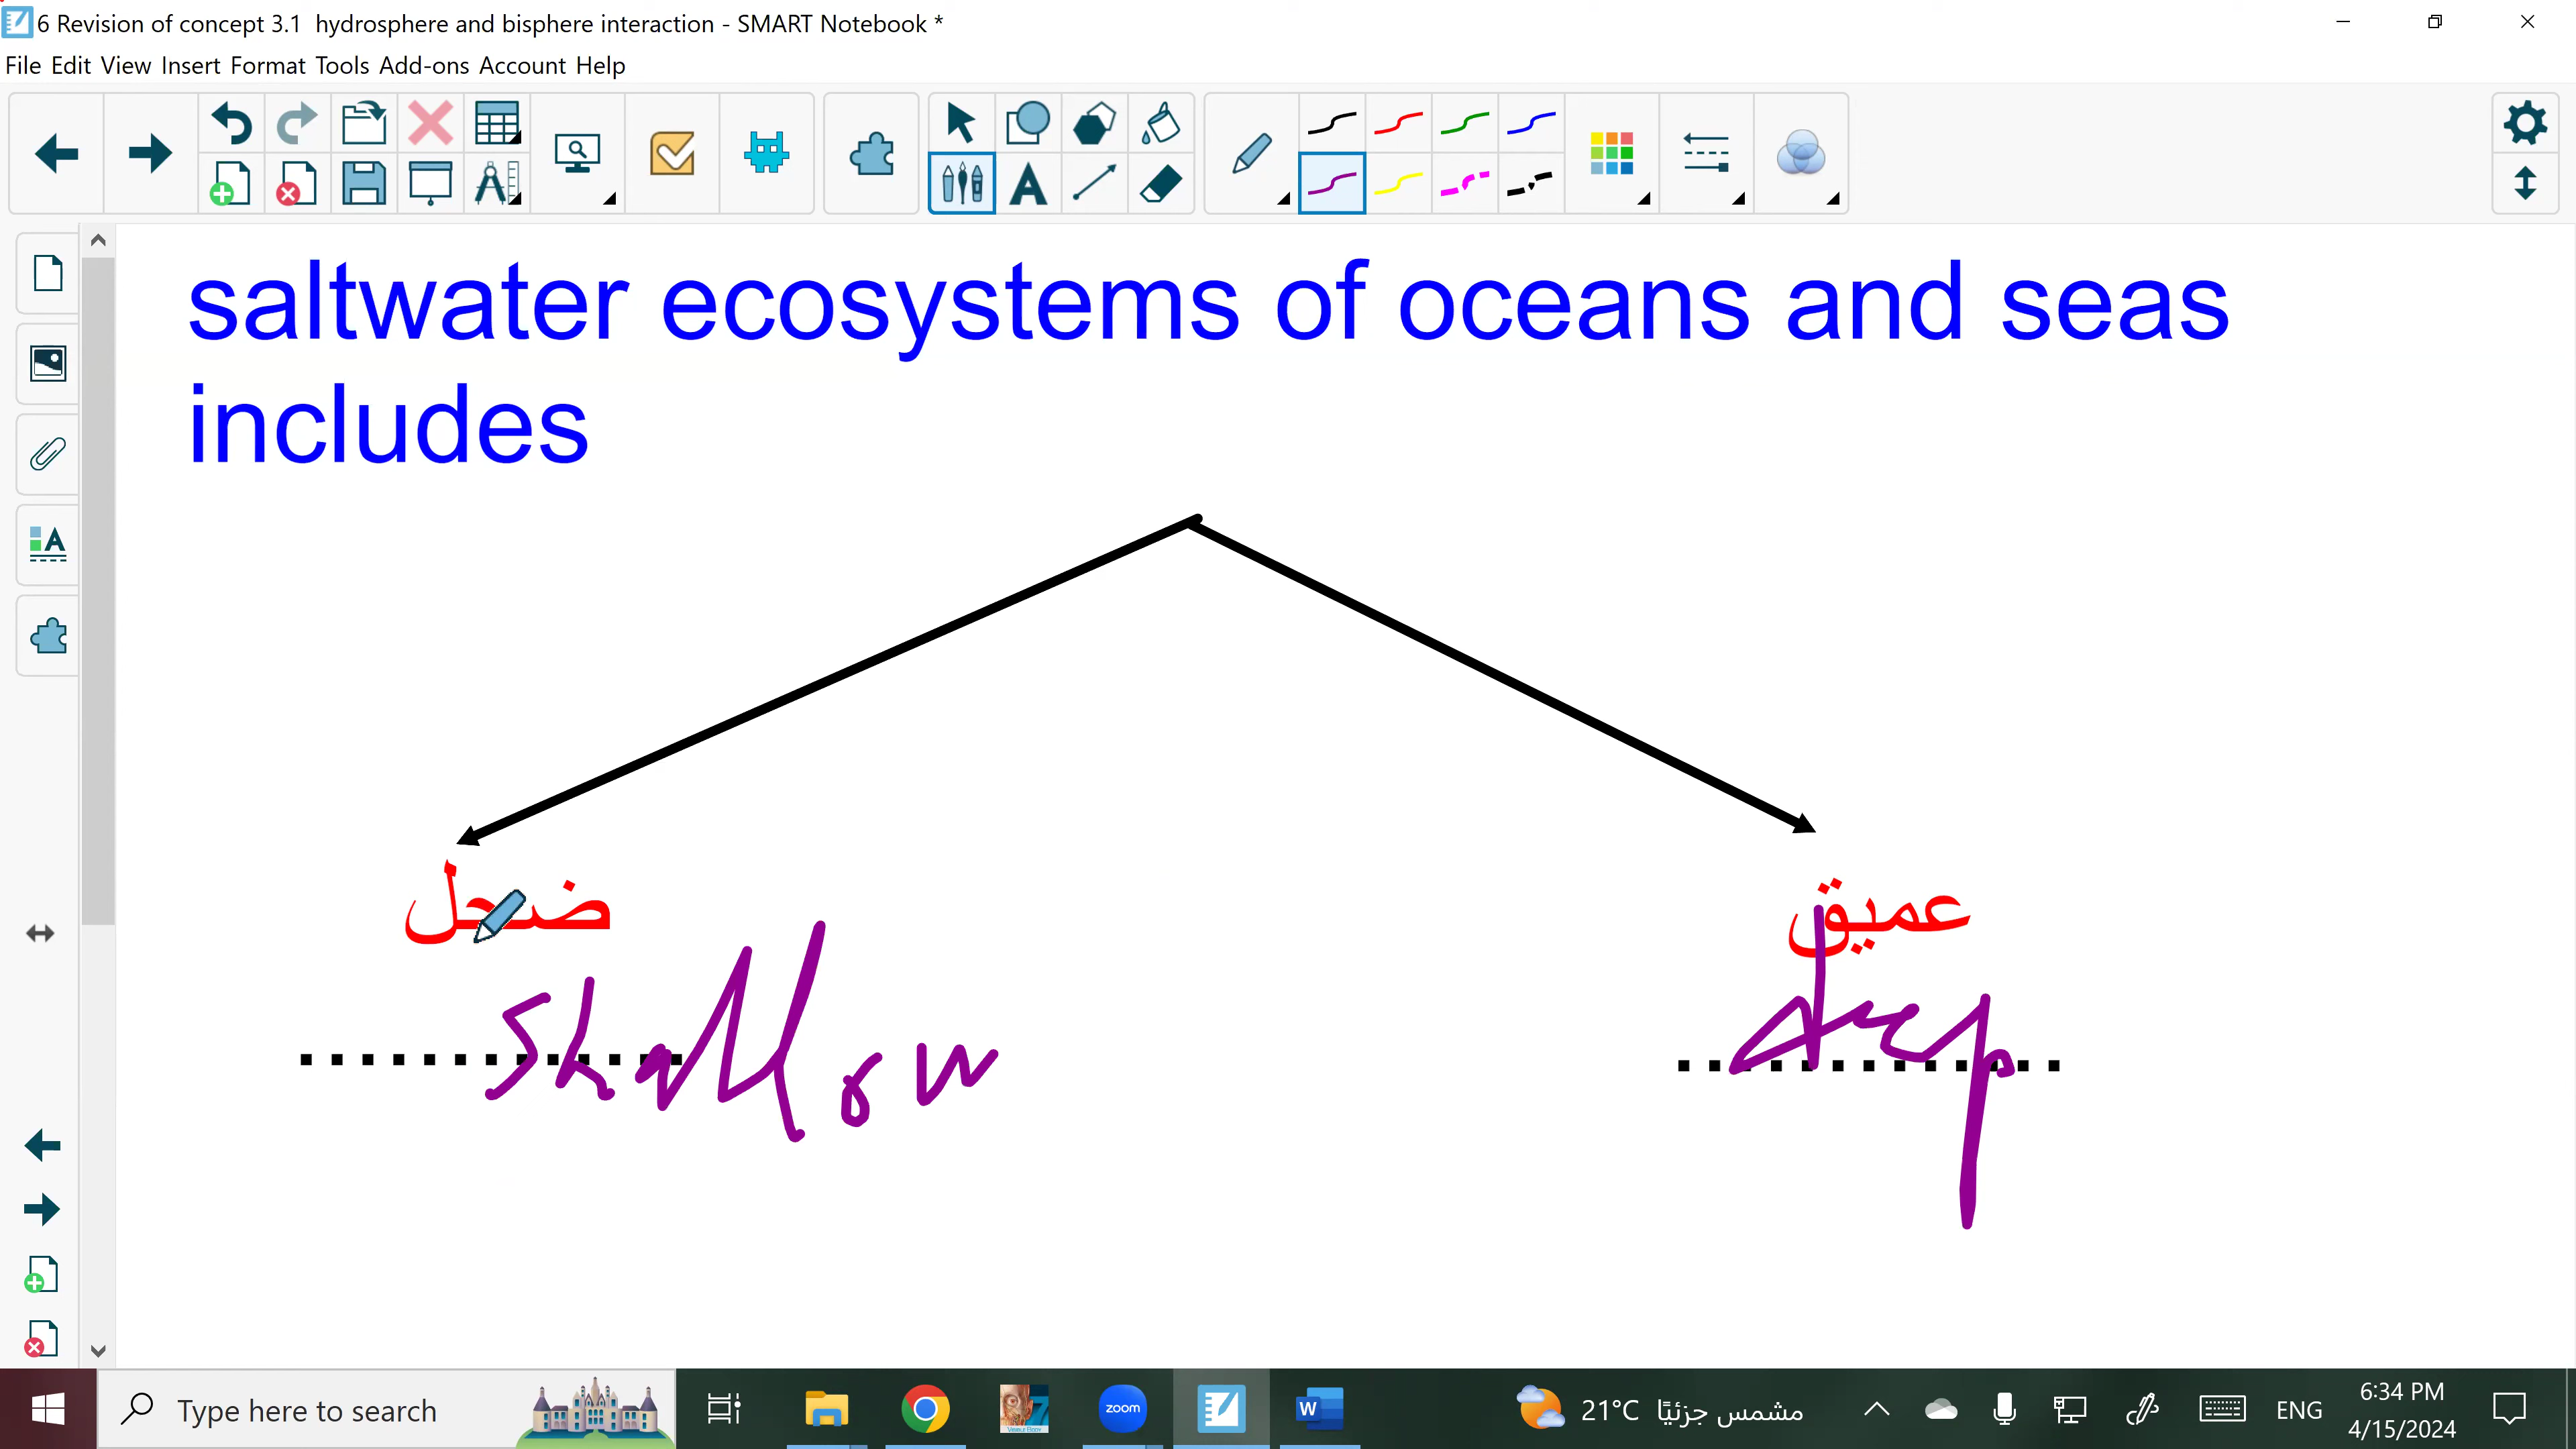 6 Revision of concept 3.1  hydrosphere and bisphere interaction - SMART Notebook *
File Edit View Insert Format Tools Add-ons Account Help
saltwater ecosystems of oceans and seas
includes
ضحل
عميق
shallow
deep
Type here to search
zoom
W
21°C مشمس جزئيًا
ENG
6:34 PM
4/15/2024